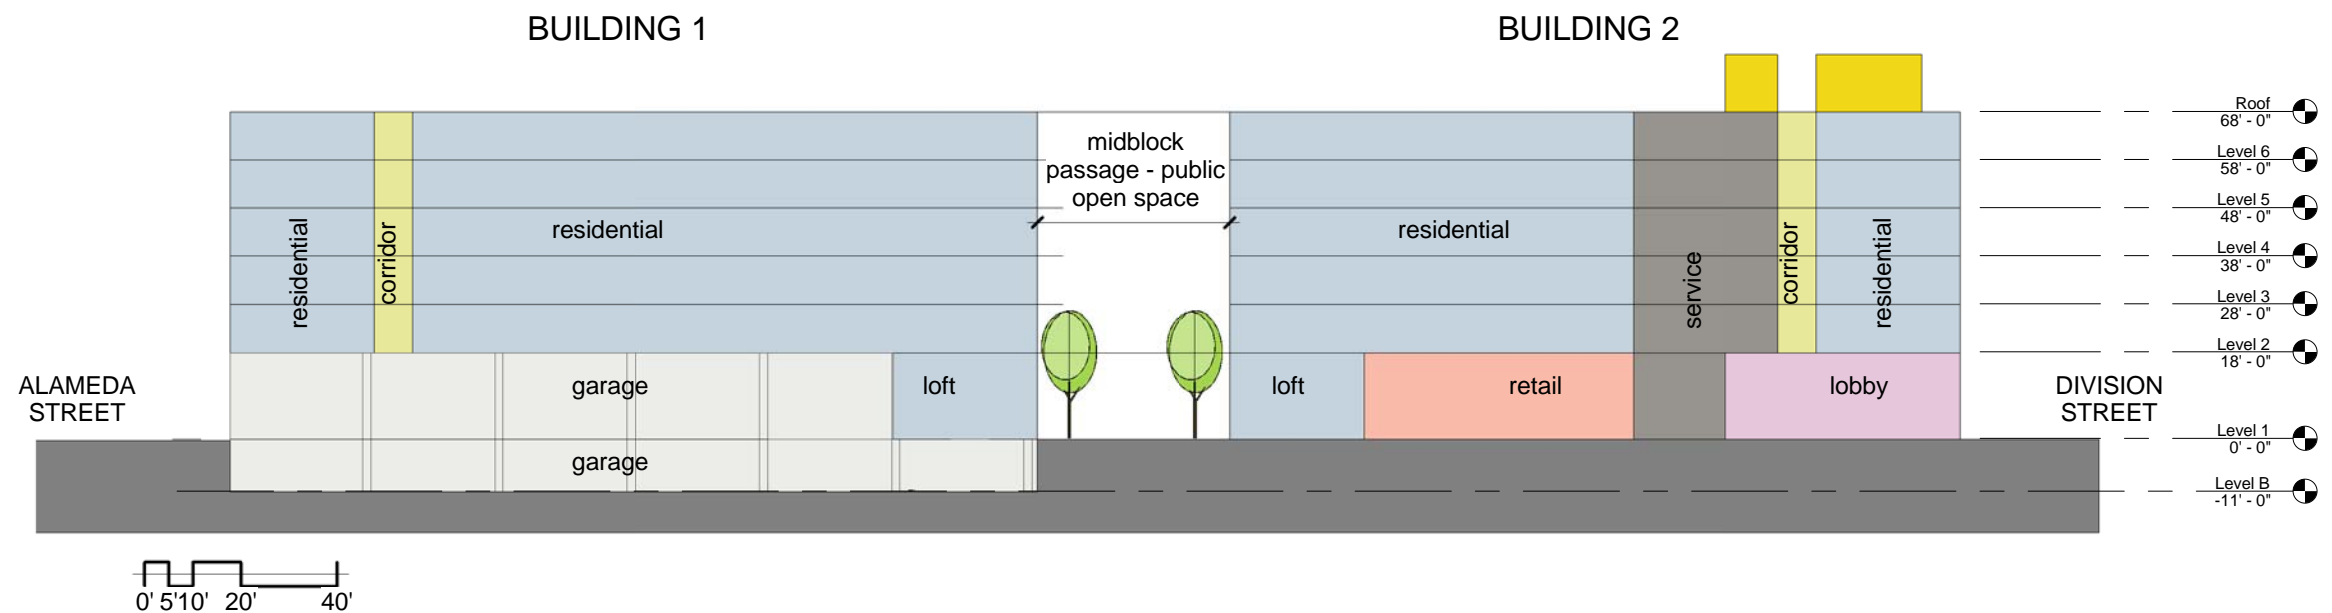 BUILDING 1
BUILDING 2
midblock
passage - public
open space
residential
corridor
residential
residential
service
corridor
residential
garage
loft
loft
retail
lobby
garage
ALAMEDA
STREET
DIVISION
STREET
Roof
68' - 0"
Level 6
58' - 0"
Level 5
48' - 0"
Level 4
38' - 0"
Level 3
28' - 0"
Level 2
18' - 0"
Level 1
0' - 0"
Level B
-11' - 0"
0' 5'10' 20' 40'